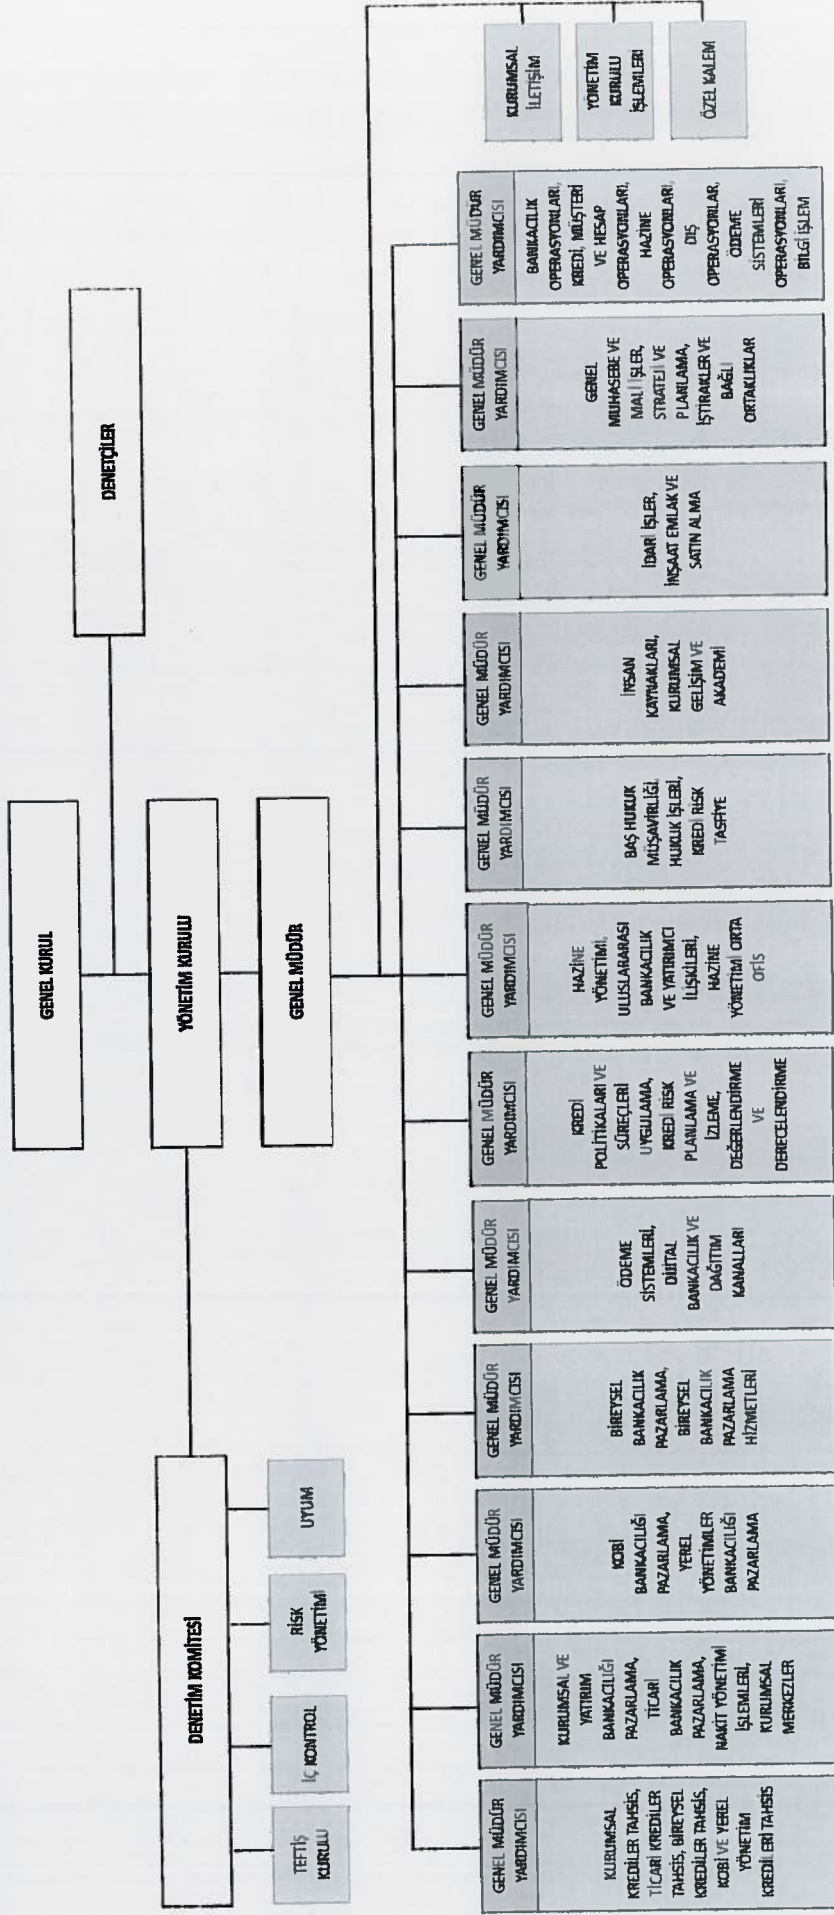 GENEL KURUL
DENETÇİLER
YÖNETİM KURULU
DENETİM KOMİTESİ
GENEL MÜDÜR
TEFTİŞ
KURULU
İÇ KONTROL
RİSK
YÖNETİMİ
UYUM
KURUMSAL
İLETİŞİM
YÖNETİM
KURULU
İŞLEMLERİ
ÖZEL KALEM
GENEL MÜDÜR
YARDIMCISI
KURUMSAL
KREDİLER TAHSİS,
TİCARİ KREDİLER
TAHSİS, BİREYSEL
KREDİLER TAHSİS,
KOBİ VE YEREL
YÖNETİM
KREDİLERİ TAHSİS
GENEL MÜDÜR
YARDIMCISI
KURUMSAL VE
YATIRIM
BANKACILIĞI
PAZARLAMA,
TİCARİ
BANKACILIK
PAZARLAMA,
NAKİT YÖNETİMİ
İŞLEMLERİ,
KURUMSAL
MERKEZLER
GENEL MÜDÜR
YARDIMCISI
KOBİ
BANKACILIĞI
PAZARLAMA,
YEREL
YÖNETİMLER
BANKACILIĞI
PAZARLAMA
GENEL MÜDÜR
YARDIMCISI
BİREYSEL
BANKACILIK
PAZARLAMA,
BİREYSEL
BANKACILIK
PAZARLAMA
HİZMETLERİ
GENEL MÜDÜR
YARDIMCISI
ÖDEME
SİSTEMLERİ,
DİJİTAL
BANKACILIK VE
DAĞITIM
KANALLARI
GENEL MÜDÜR
YARDIMCISI
KREDİ
POLİTİKALARI VE
SÜREÇLERİ
UYGULAMA,
KREDİ RİSK
PLANLAMA VE
İZLEME,
DEĞERLENDİRME
VE
DERECELENDİRME
GENEL MÜDÜR
YARDIMCISI
HAZİNE
YÖNETİMİ,
ULUSLARARASI
BANKACILIK
VE YATIRIMCI
İLİŞKİLERİ,
HAZİNE
YÖNETİMİ ORTA
OFİS
GENEL MÜDÜR
YARDIMCISI
BAŞ HUKUK
MÜŞAVİRLİĞİ,
HUKUK İŞLERİ,
KREDİ RİSK
TASFİYE
GENEL MÜDÜR
YARDIMCISI
İNSAN
KAYNAKLARI,
KURUMSAL
GELİŞİM VE
AKADEMİ
GENEL MÜDÜR
YARDIMCISI
İDARİ İŞLER,
İNŞAAT EMLAK VE
SATIN ALMA
GENEL MÜDÜR
YARDIMCISI
GENEL
MUHASEBE VE
MALİ İŞLER,
STRATEJİ VE
PLANLAMA,
İŞTİRAKLER VE
BAĞLI
ORTAKLIKLAR
GENEL MÜDÜR
YARDIMCISI
BANKACILIK
OPERASYONLARI,
KREDİ, MÜŞTERİ
VE HESAP
OPERASYONLARI,
HAZİNE
OPERASYONLARI,
DIŞ
OPERASYONLAR,
ÖDEME
SİSTEMLERİ
OPERASYONLARI,
BİLGİ İŞLEM